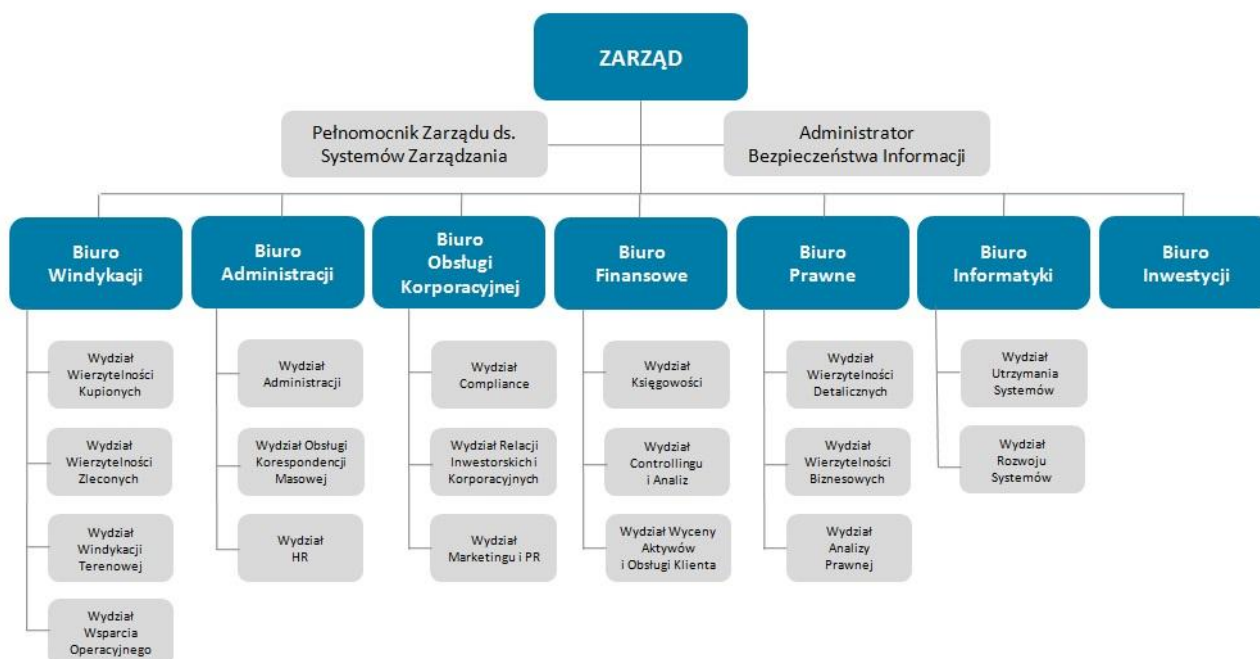 ZARZĄD
Pełnomocnik Zarządu ds.
Systemów Zarządzania
Administrator
Bezpieczeństwa Informacji
Biuro
Windykacji
Biuro
Administracji
Biuro
Obsługi
Korporacyjnej
Biuro
Finansowe
Biuro
Prawne
Biuro
Informatyki
Biuro
Inwestycji
Wydział
Wierzytelności
Kupionych
Wydział
Wierzytelności
Zleconych
Wydział
Windykacji
Terenowej
Wydział
Wsparcia
Operacyjnego
Wydział
Administracji
Wydział Obsługi
Korespondencji
Masowej
Wydział
HR
Wydział
Compliance
Wydział Relacji
Inwestorskich i
Korporacyjnych
Wydział
Marketingu i PR
Wydział
Księgowości
Wydział
Controllingu
i Analiz
Wydział Wyceny
Aktywów
i Obsługi Klienta
Wydział
Wierzytelności
Detalicznych
Wydział
Wierzytelności
Biznesowych
Wydział
Analizy
Prawnej
Wydział
Utrzymania
Systemów
Wydział
Rozwoju
Systemów